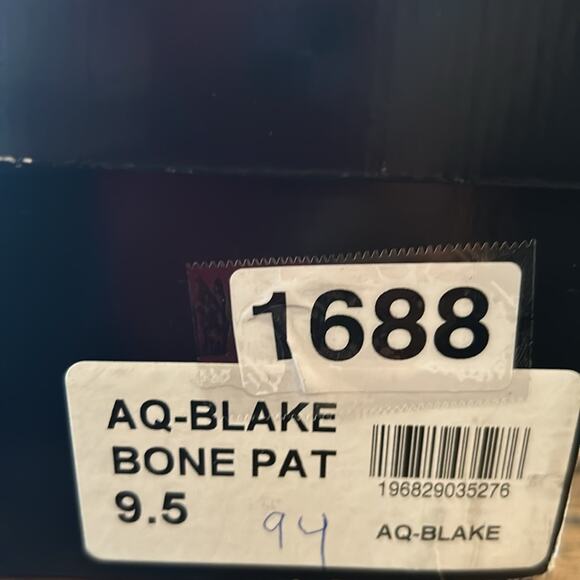 1688
AQ-BLAKE
BONE PAT
9.5
94
196829035276
AQ-BLAKE